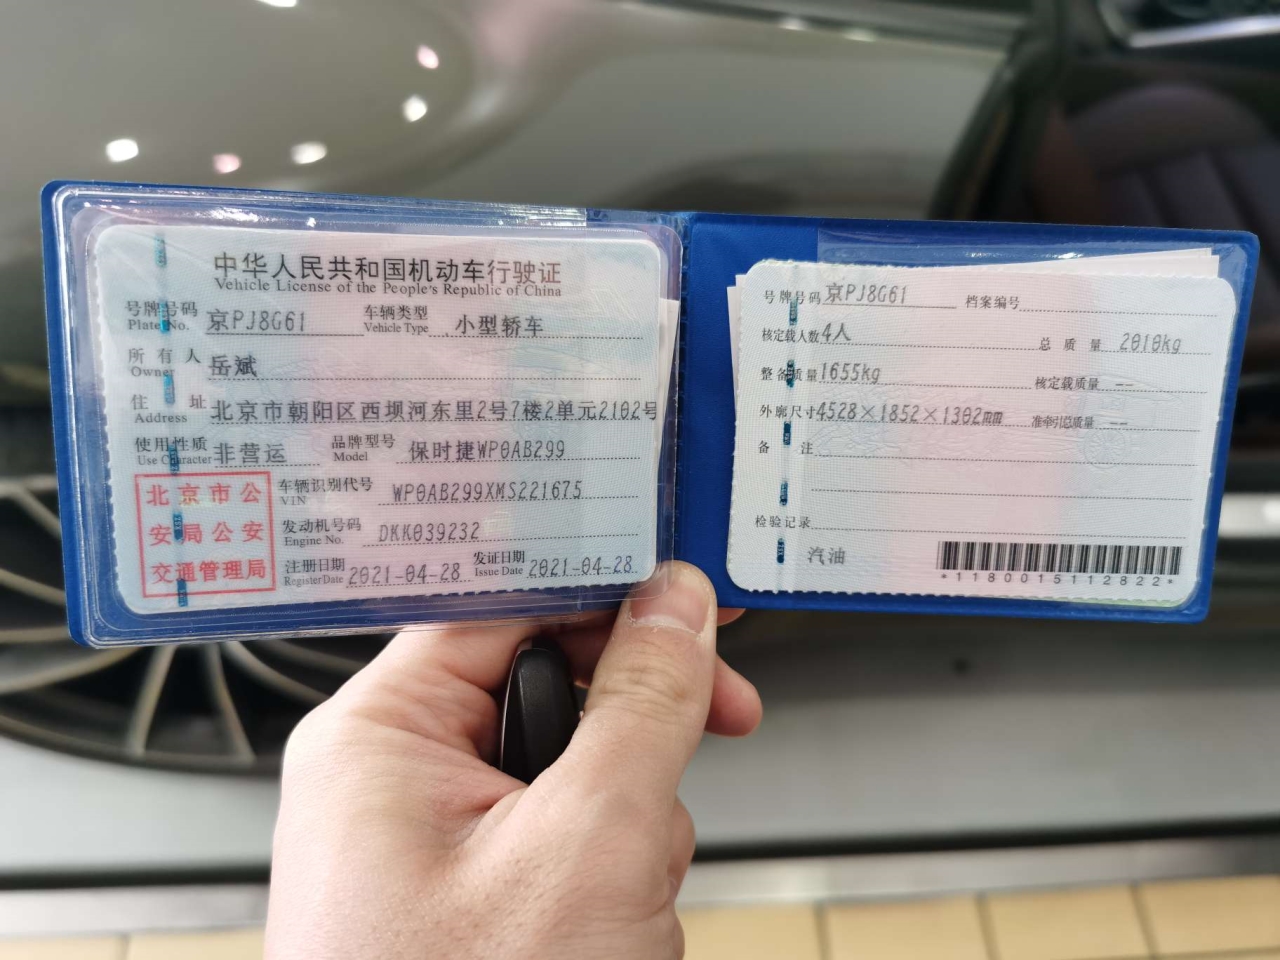 中华人民共和国机动车行驶证
Vehicle License of the People's Republic of China
号牌号码 京PJ8G61 车辆类型 小型轿车
Plate No. Vehicle Type
所有人 岳斌
Owner
住址 北京市朝阳区西坝河东里2号7楼2单元2102号
Address
使用性质 非营运 品牌型号 保时捷WP0AB299
Use Character Model
北京市公安局公安交通管理局
车辆识别代号 WP0AB299XMS221675
VIN
发动机号码 DKK039232
Engine No.
注册日期 2021-04-28 发证日期 2021-04-28
Register Date Issue Date
号牌号码 京PJ8G61 档案编号
核定载人数 4人 总质量 2010kg
整备质量 1655kg 核定载质量 --
外廓尺寸 4528×1852×1302mm 准牵引总质量 --
备注
检验记录
汽油
*1180015112822*